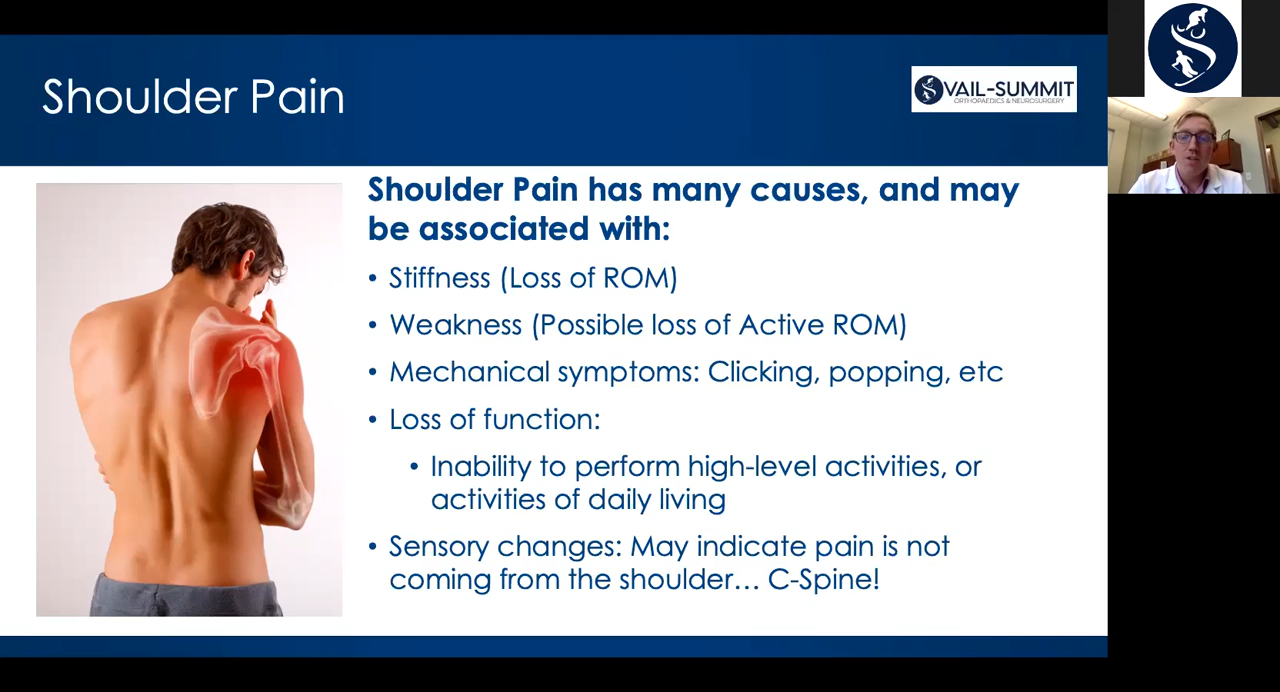 Shoulder Pain
VAIL-SUMMIT
ORTHOPAEDICS & NEUROSURGERY
Shoulder Pain has many causes, and may
be associated with:
• Stiffness (Loss of ROM)
• Weakness (Possible loss of Active ROM)
• Mechanical symptoms: Clicking, popping, etc
• Loss of function:
• Inability to perform high-level activities, or
activities of daily living
• Sensory changes: May indicate pain is not
coming from the shoulder… C-Spine!